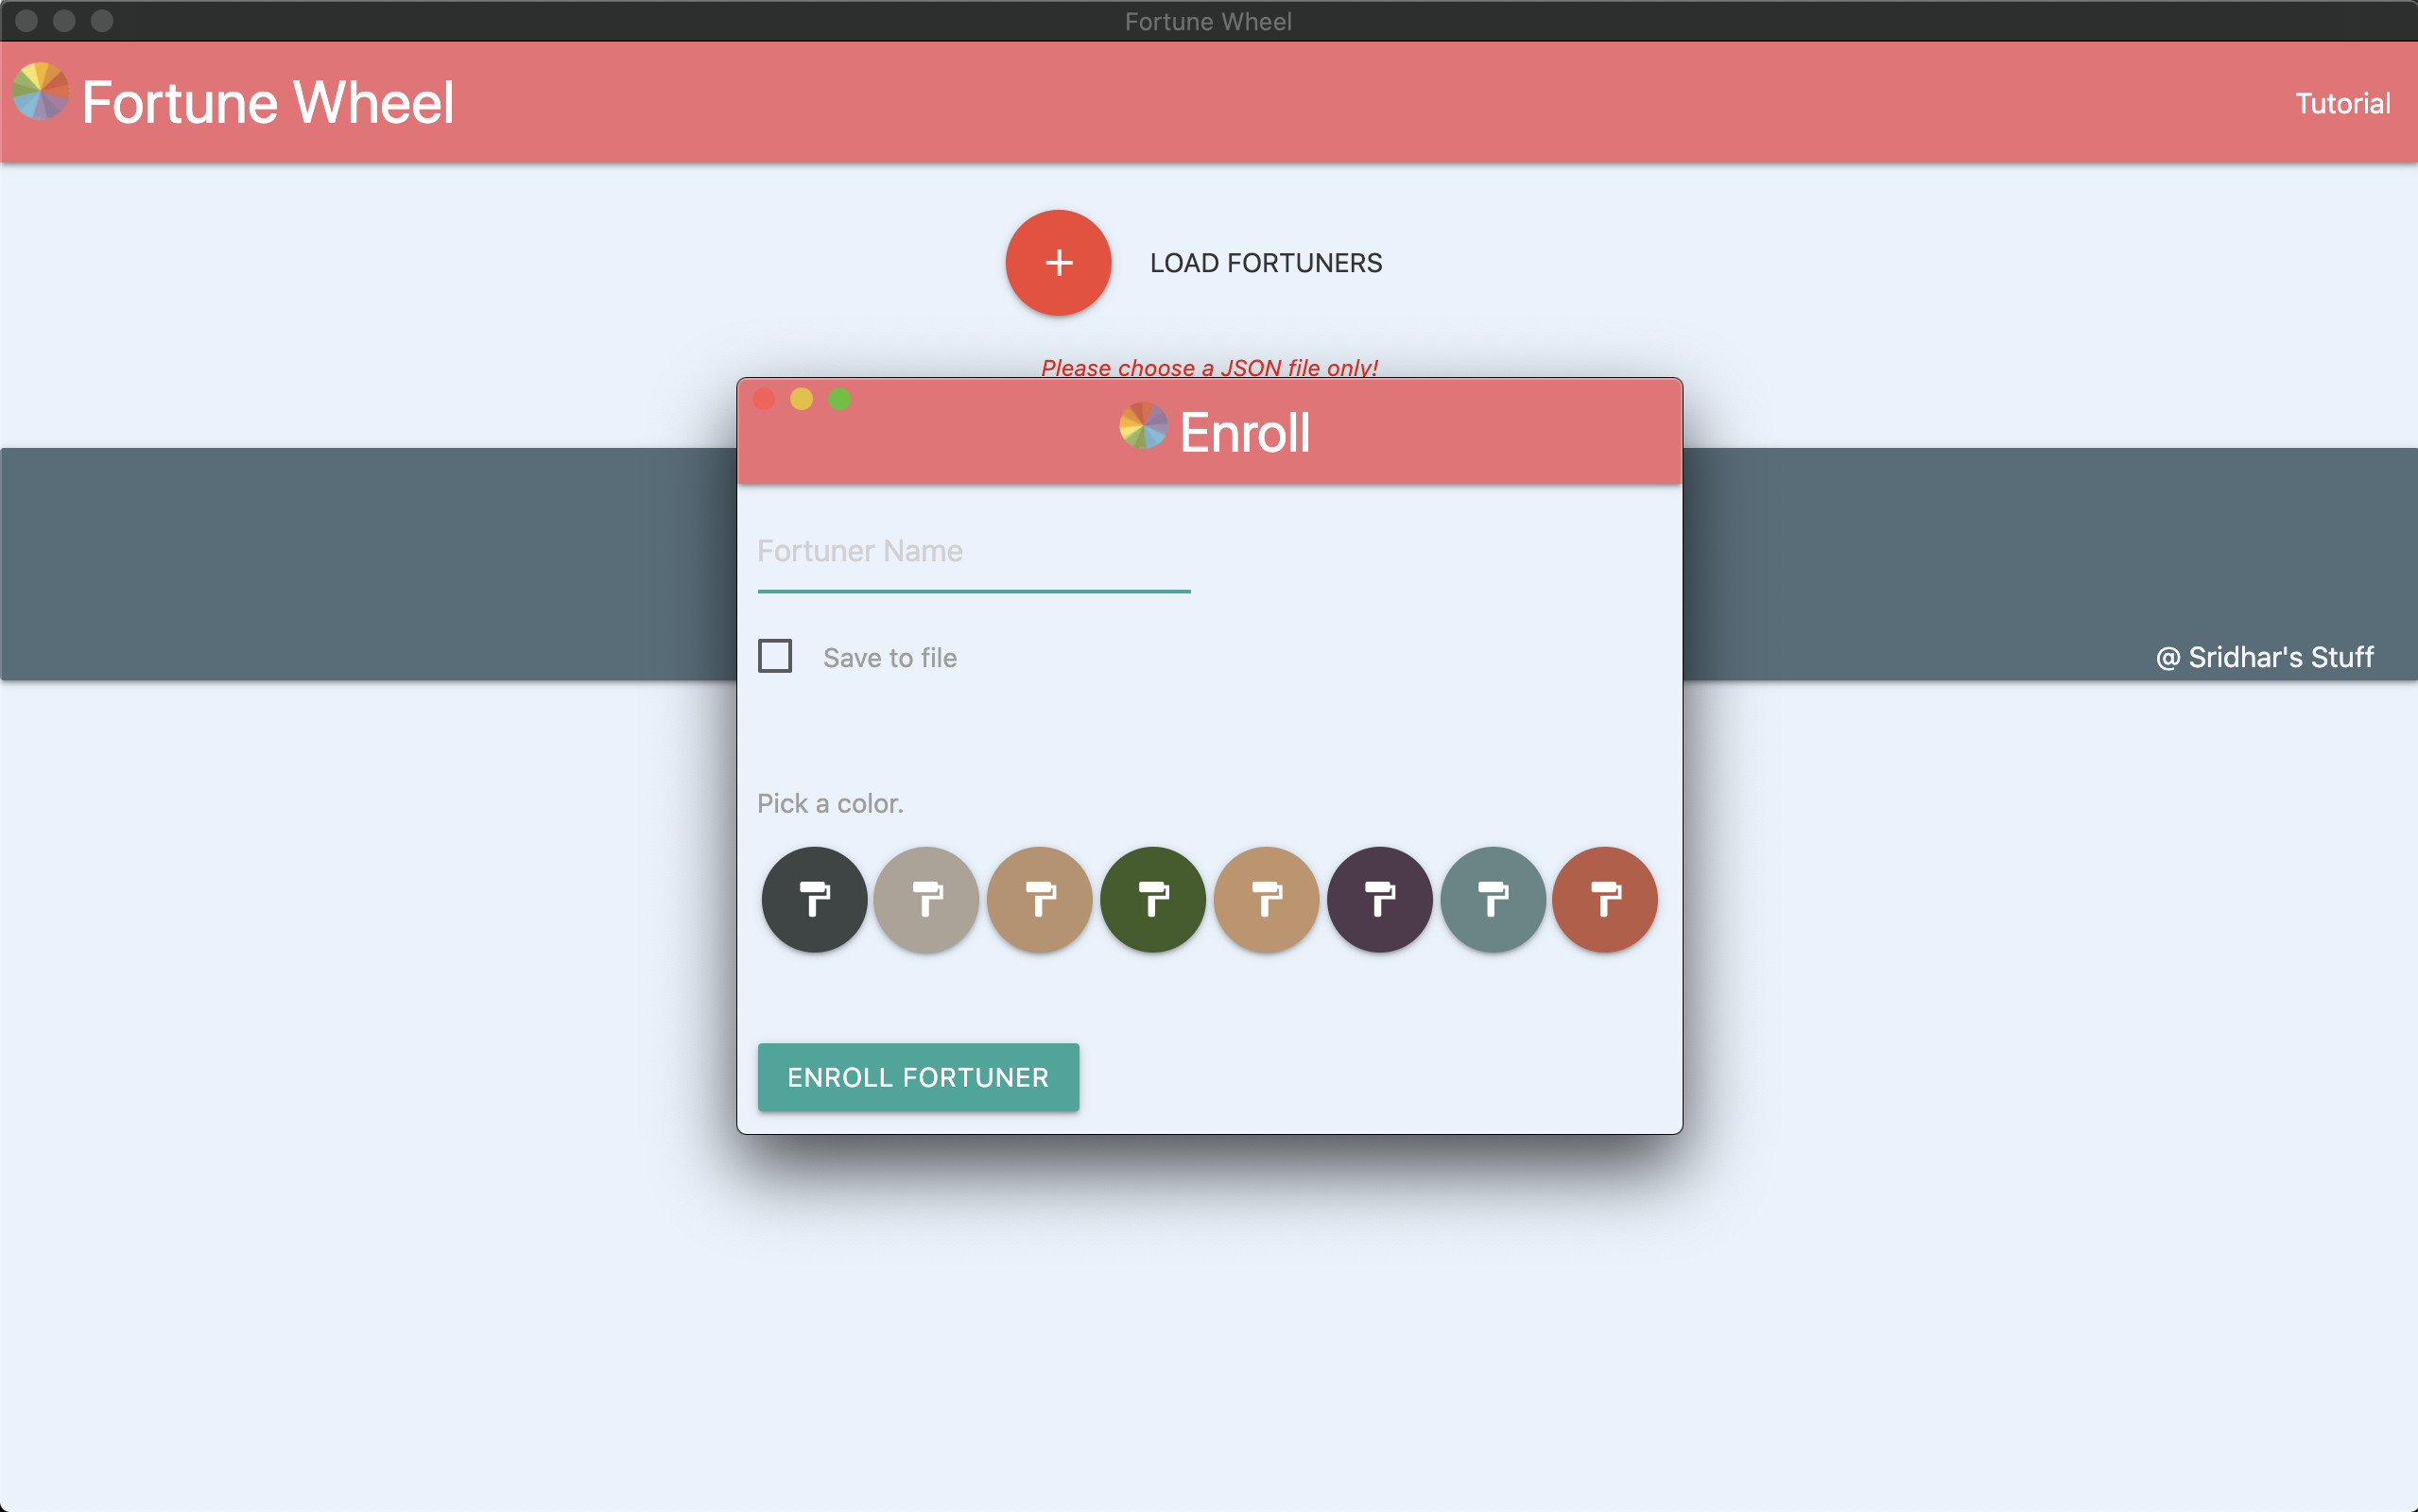 Fortune Wheel
Fortune Wheel
Tutorial
LOAD FORTUNERS
Please choose a JSON file only!
Enroll
Fortuner Name
Save to file
@ Sridhar's Stuff
Pick a color.
ENROLL FORTUNER